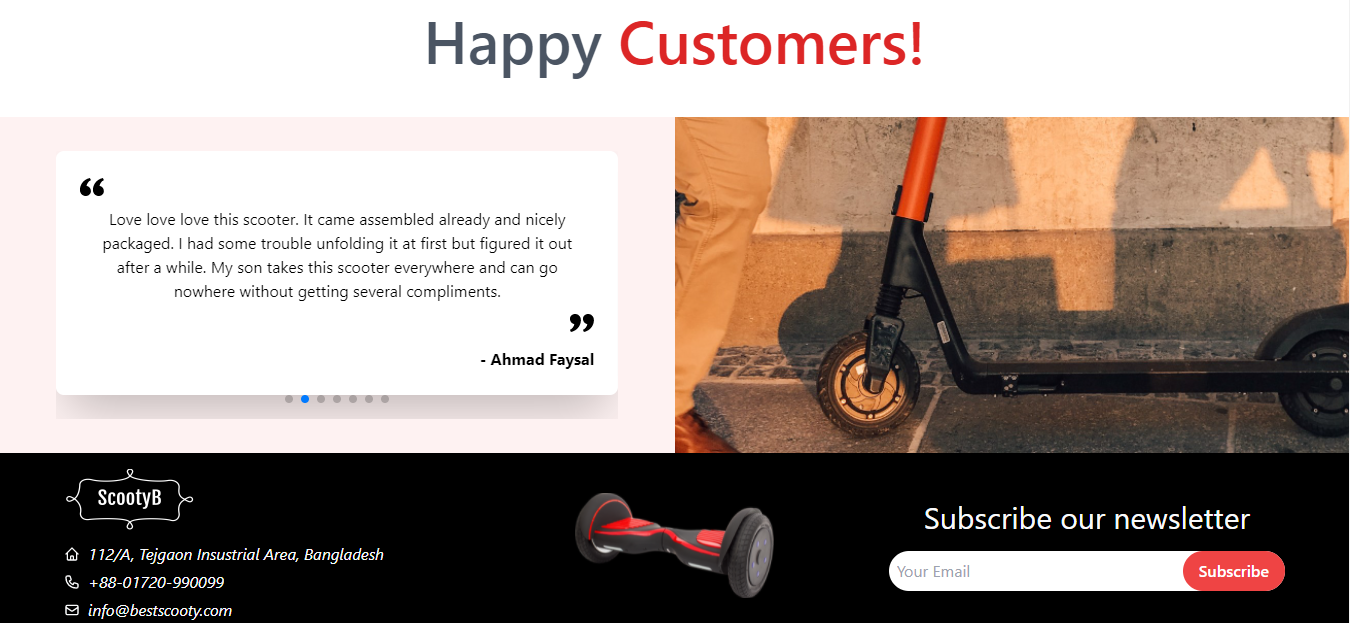 Happy Customers!
“
Love love love this scooter. It came assembled already and nicely
packaged. I had some trouble unfolding it at first but figured it out
after a while. My son takes this scooter everywhere and can go
nowhere without getting several compliments.
”
- Ahmad Faysal
ScootyB
112/A, Tejgaon Insustrial Area, Bangladesh
+88-01720-990099
info@bestscooty.com
Subscribe our newsletter
Your Email
Subscribe